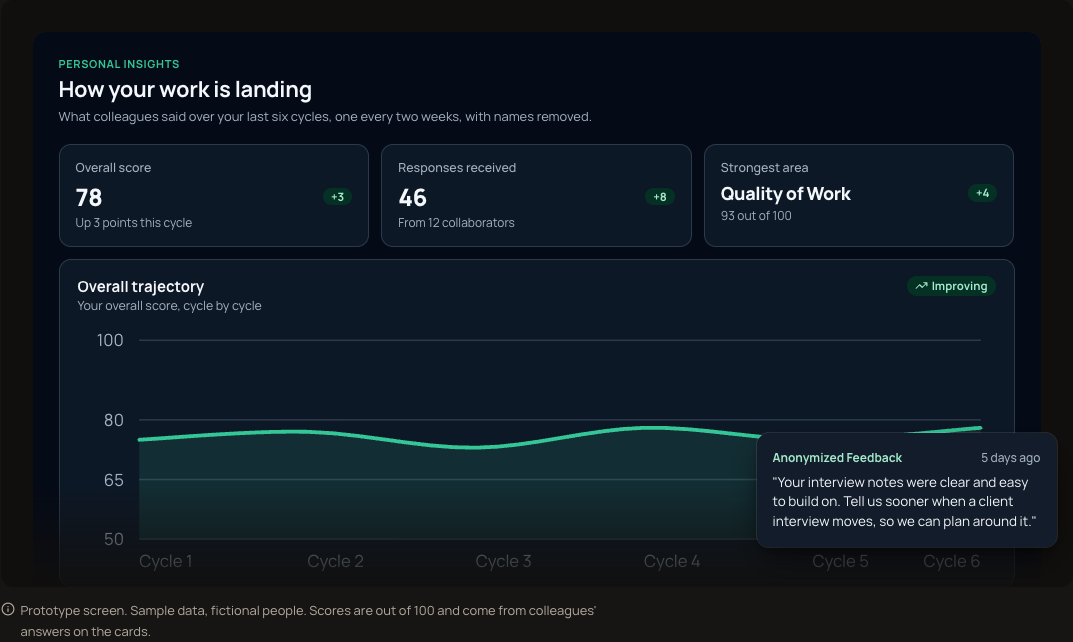 PERSONAL INSIGHTS
How your work is landing
What colleagues said over your last six cycles, one every two weeks, with names removed.
Overall score
78
+3
Up 3 points this cycle
Responses received
46
+8
From 12 collaborators
Strongest area
Quality of Work
+4
93 out of 100
Overall trajectory
Improving
Your overall score, cycle by cycle
100
80
65
50
Cycle 1
Cycle 2
Cycle 3
Cycle 4
Cycle 5
Cycle 6
Anonymized Feedback
5 days ago
"Your interview notes were clear and easy
to build on. Tell us sooner when a client
interview moves, so we can plan around it."
Prototype screen. Sample data, fictional people. Scores are out of 100 and come from colleagues'
answers on the cards.